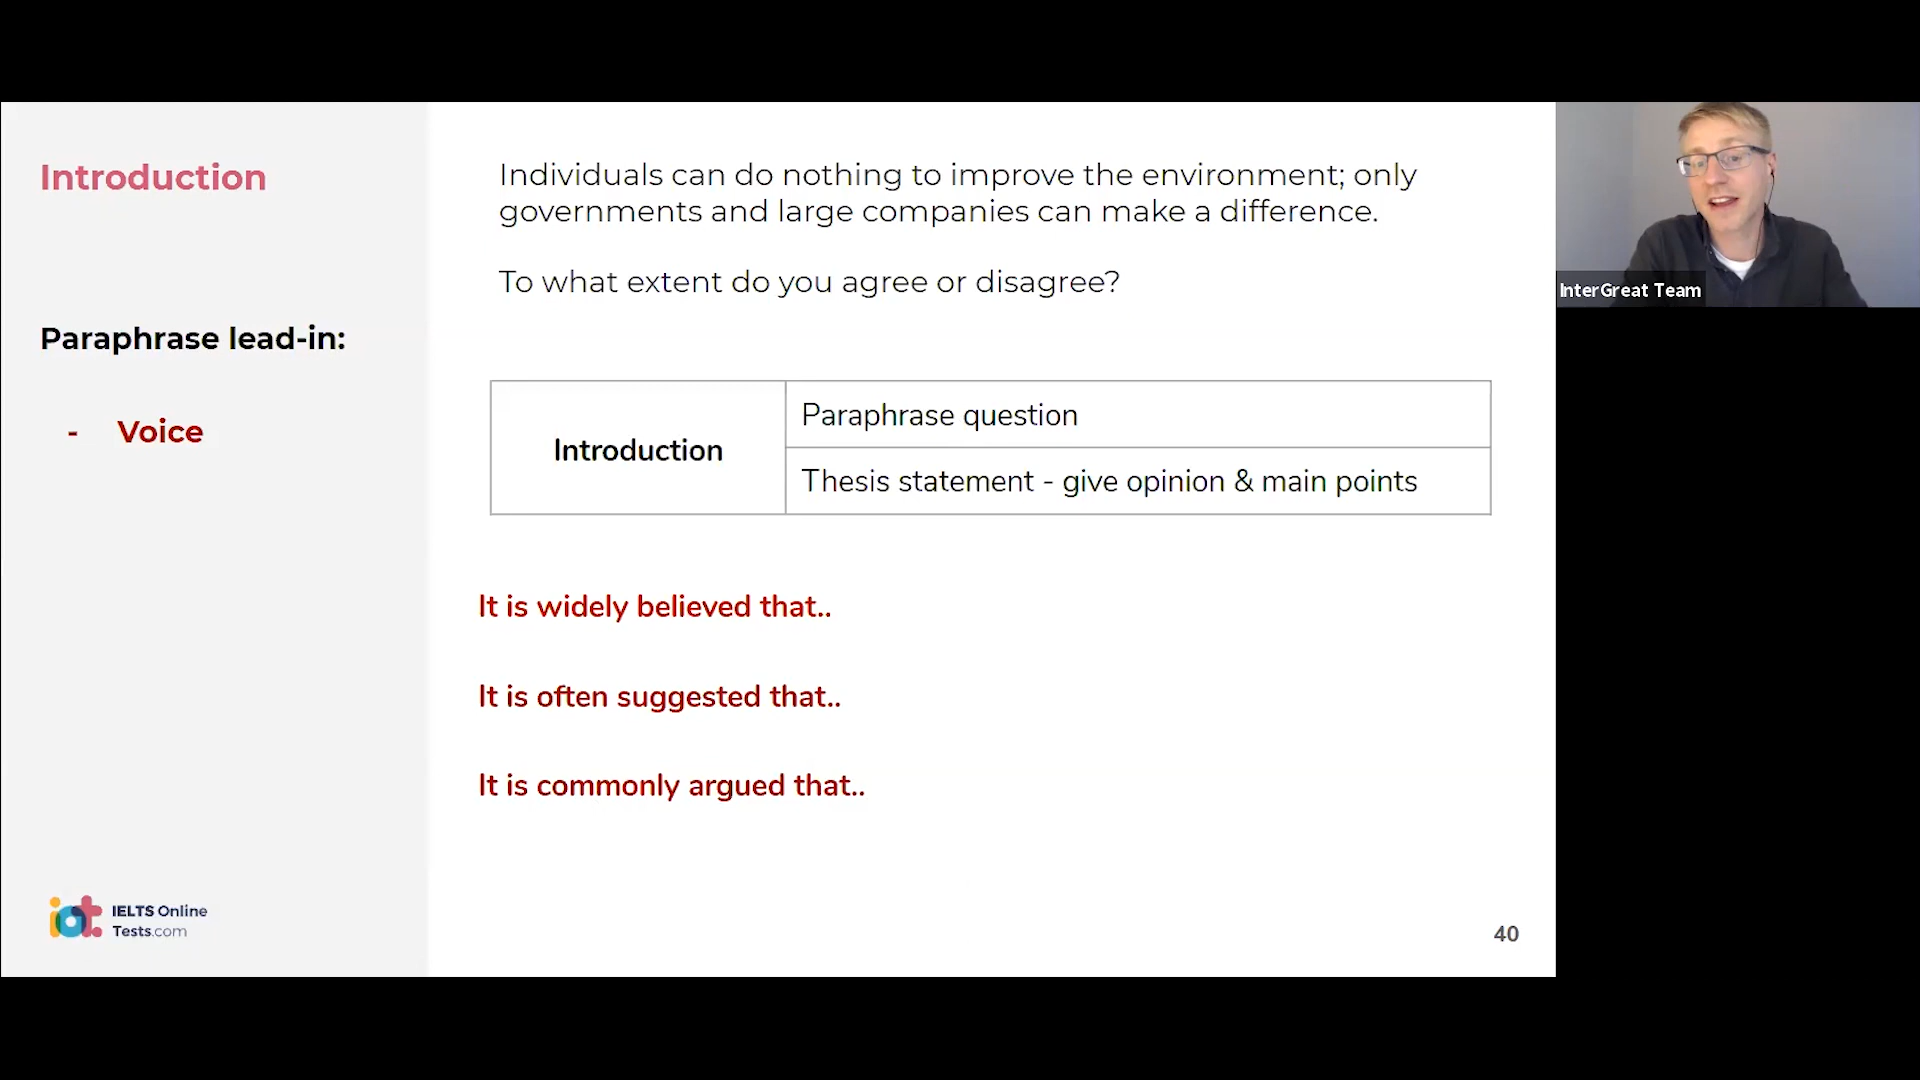 Introduction
Individuals can do nothing to improve the environment; only
governments and large companies can make a difference.
To what extent do you agree or disagree?
InterGreat Team
Paraphrase lead-in:
- Voice
Introduction
Paraphrase question
Thesis statement - give opinion & main points
It is widely believed that..
It is often suggested that..
It is commonly argued that..
iot
IELTS Online
Tests.com
40